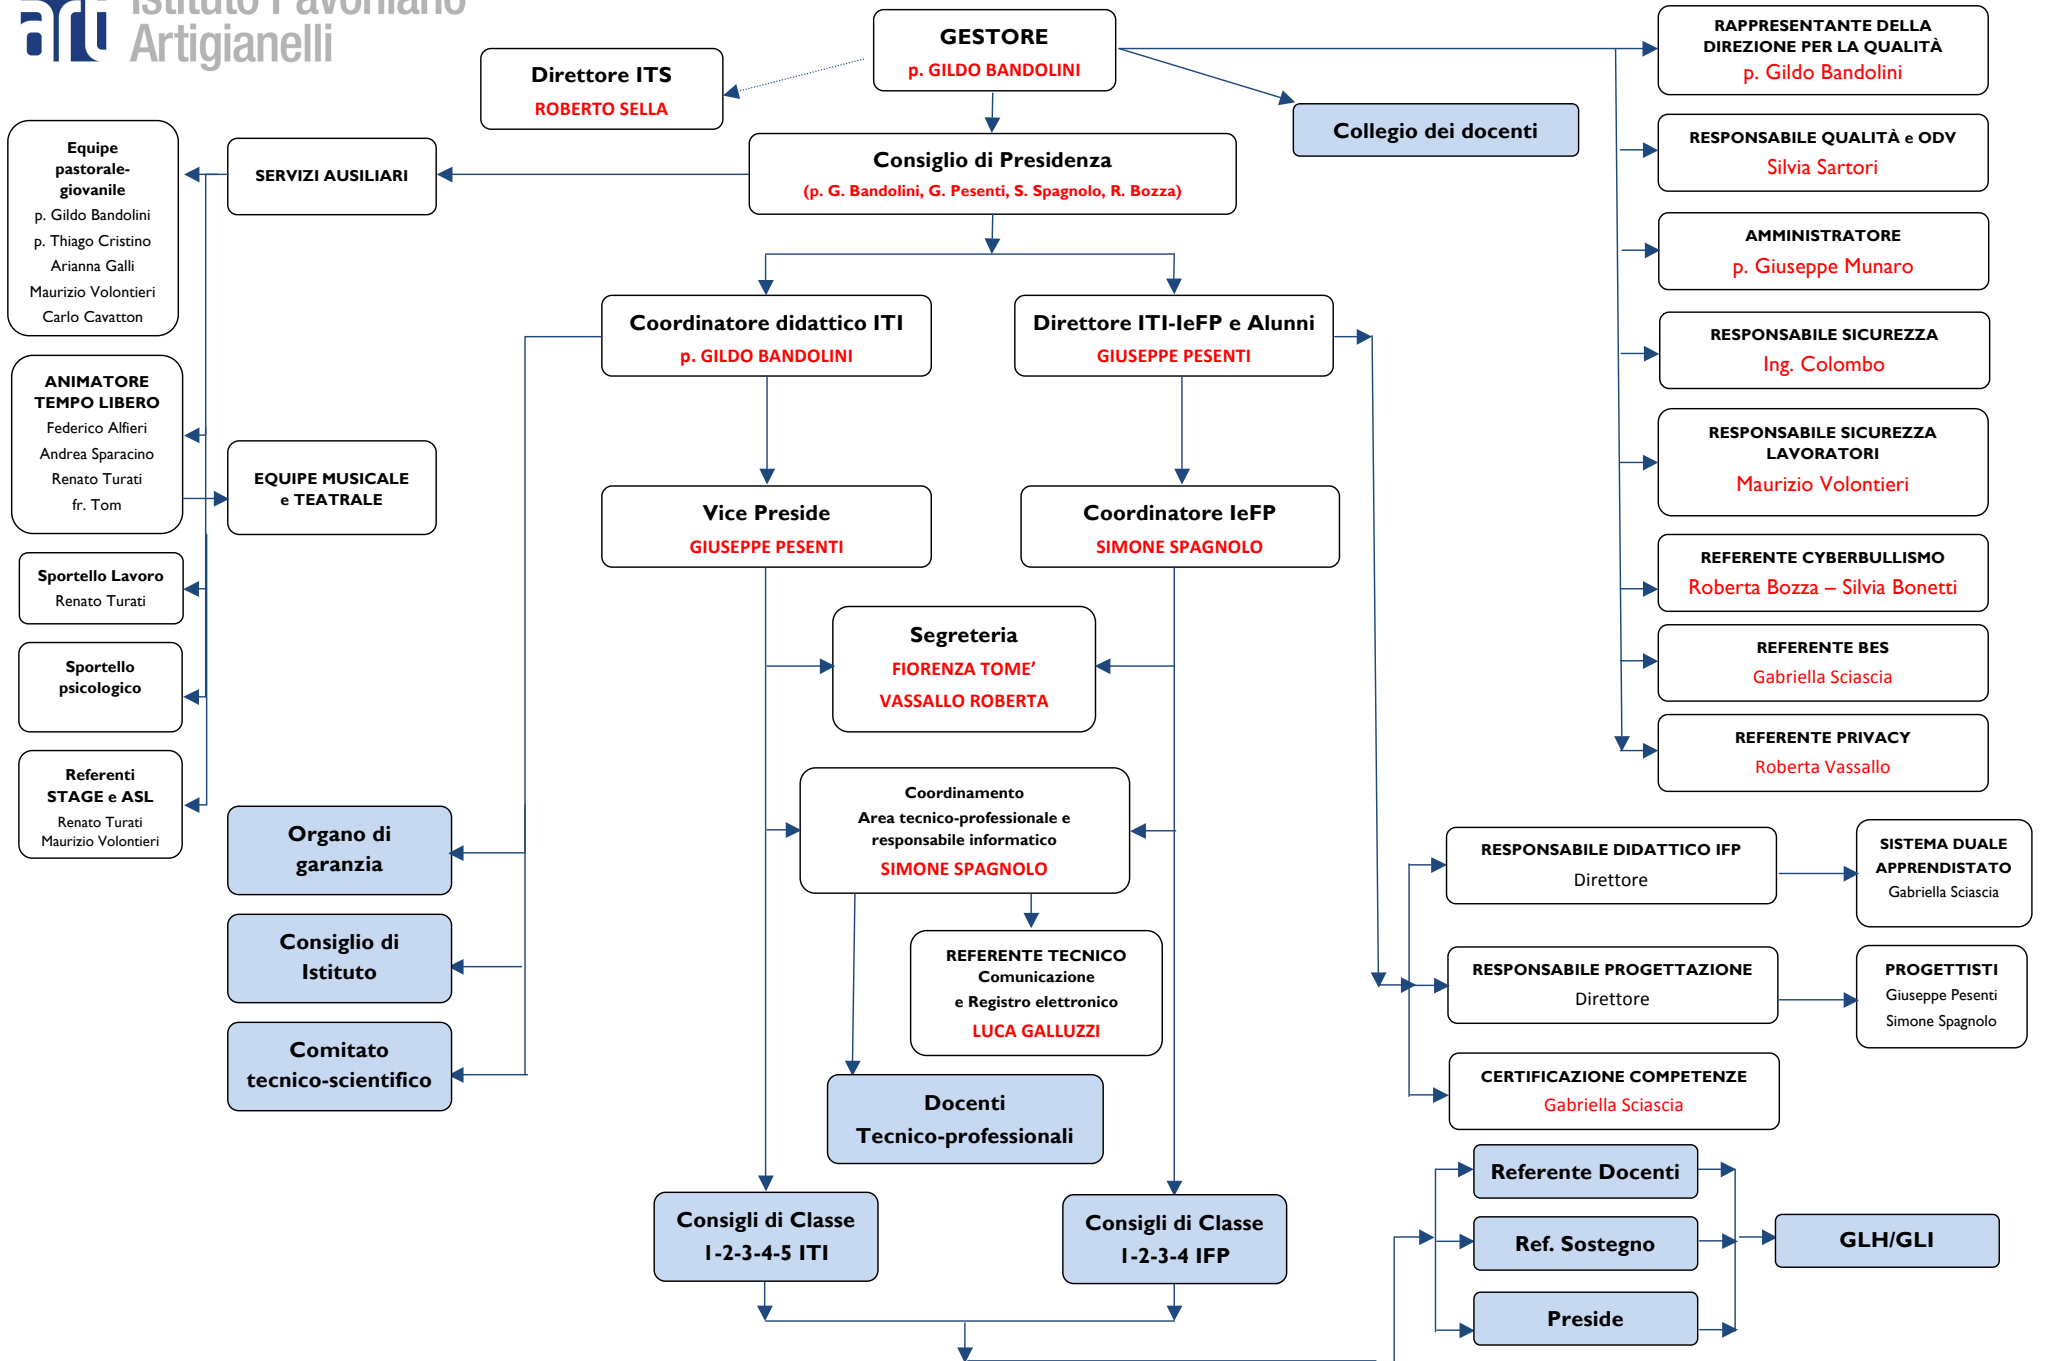 Istituto Pavoniano
Artigianelli
arti
GESTORE
p. GILDO BANDOLINI
Direttore ITS
ROBERTO SELLA
Collegio dei docenti
Consiglio di Presidenza
(p. G. Bandolini, G. Pesenti, S. Spagnolo, R. Bozza)
SERVIZI AUSILIARI
Equipe
pastorale-
giovanile
p. Gildo Bandolini
p. Thiago Cristino
Arianna Galli
Maurizio Volontieri
Carlo Cavatton
ANIMATORE
TEMPO LIBERO
Federico Alfieri
Andrea Sparacino
Renato Turati
fr. Tom
EQUIPE MUSICALE
e TEATRALE
Sportello Lavoro
Renato Turati
Sportello
psicologico
Referenti
STAGE e ASL
Renato Turati
Maurizio Volontieri
Coordinatore didattico ITI
p. GILDO BANDOLINI
Direttore ITI-IeFP e Alunni
GIUSEPPE PESENTI
Vice Preside
GIUSEPPE PESENTI
Coordinatore IeFP
SIMONE SPAGNOLO
Segreteria
FIORENZA TOME’
VASSALLO ROBERTA
Coordinamento
Area tecnico-professionale e
responsabile informatico
SIMONE SPAGNOLO
REFERENTE TECNICO
Comunicazione
e Registro elettronico
LUCA GALLUZZI
Docenti
Tecnico-professionali
Organo di
garanzia
Consiglio di
Istituto
Comitato
tecnico-scientifico
Consigli di Classe
1-2-3-4-5 ITI
Consigli di Classe
1-2-3-4 IFP
RAPPRESENTANTE DELLA
DIREZIONE PER LA QUALITÀ
p. Gildo Bandolini
RESPONSABILE QUALITÀ e ODV
Silvia Sartori
AMMINISTRATORE
p. Giuseppe Munaro
RESPONSABILE SICUREZZA
Ing. Colombo
RESPONSABILE SICUREZZA
LAVORATORI
Maurizio Volontieri
REFERENTE CYBERBULLISMO
Roberta Bozza – Silvia Bonetti
REFERENTE BES
Gabriella Sciascia
REFERENTE PRIVACY
Roberta Vassallo
RESPONSABILE DIDATTICO IFP
Direttore
SISTEMA DUALE
APPRENDISTATO
Gabriella Sciascia
RESPONSABILE PROGETTAZIONE
Direttore
PROGETTISTI
Giuseppe Pesenti
Simone Spagnolo
CERTIFICAZIONE COMPETENZE
Gabriella Sciascia
Referente Docenti
Ref. Sostegno
Preside
GLH/GLI